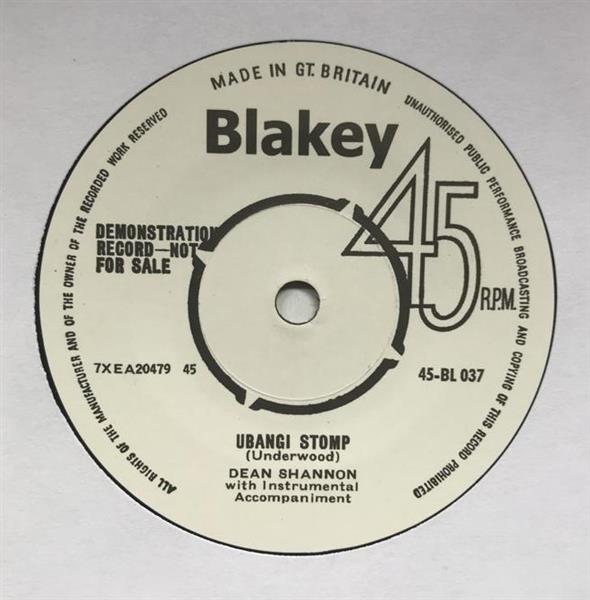 MADE IN GT. BRITAIN
UNAUTHORISED PUBLIC PERFORMANCE BROADCASTING AND COPYING OF THIS RECORD PROHIBITED
ALL RIGHTS OF THE MANUFACTURER AND OF THE OWNER OF THE RECORDED WORK RESERVED
Blakey
45
R.P.M.
DEMONSTRATION
RECORD—NOT
FOR SALE
7XEA20479 45
45-BL 037
UBANGI STOMP
(Underwood)
DEAN SHANNON
with Instrumental
Accompaniment